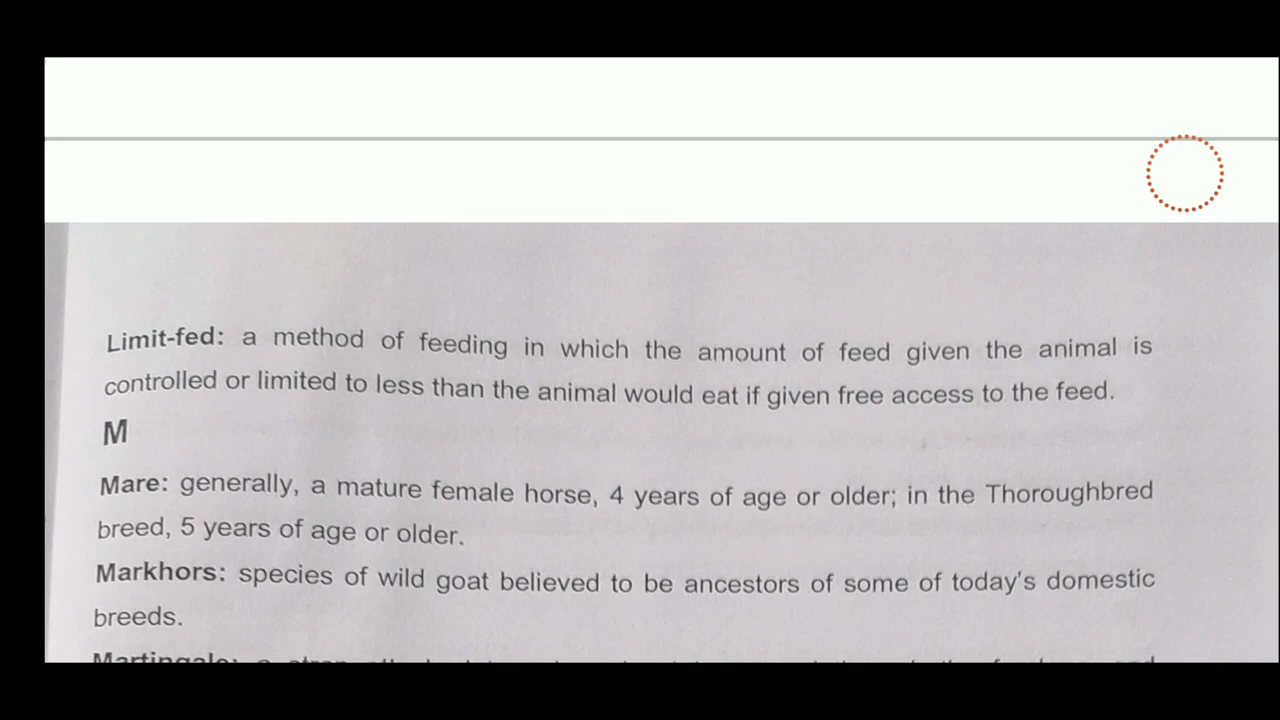 Limit-fed: a method of feeding in which the amount of feed given the animal is
controlled or limited to less than the animal would eat if given free access to the feed.
M
Mare: generally, a mature female horse, 4 years of age or older; in the Thoroughbred
breed, 5 years of age or older.
Markhors: species of wild goat believed to be ancestors of some of today's domestic
breeds.
Martingale: a